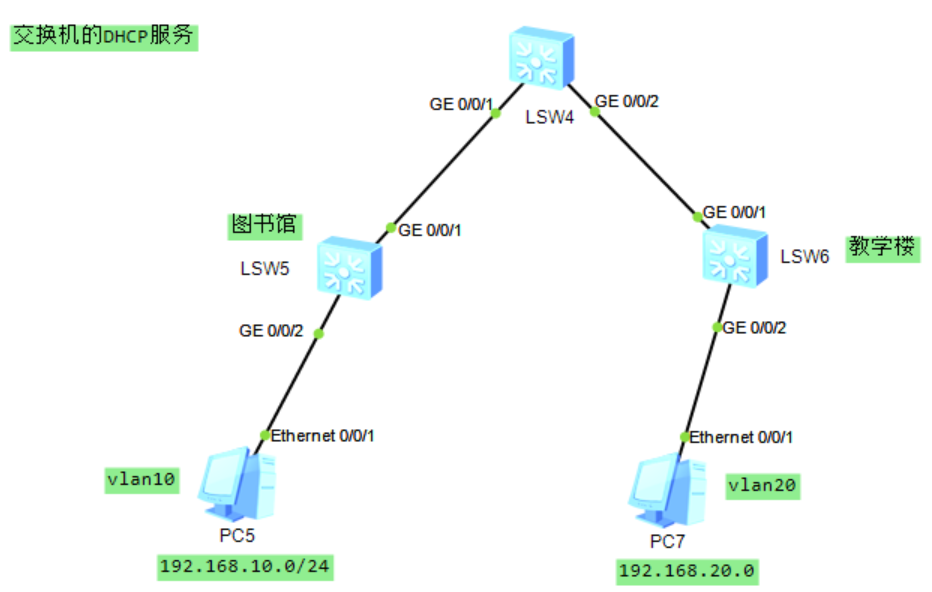 交换机的DHCP服务
GE 0/0/1
GE 0/0/2
LSW4
图书馆
GE 0/0/1
GE 0/0/1
LSW5
LSW6
教学楼
GE 0/0/2
GE 0/0/2
Ethernet 0/0/1
Ethernet 0/0/1
vlan10
vlan20
PC5
PC7
192.168.10.0/24
192.168.20.0